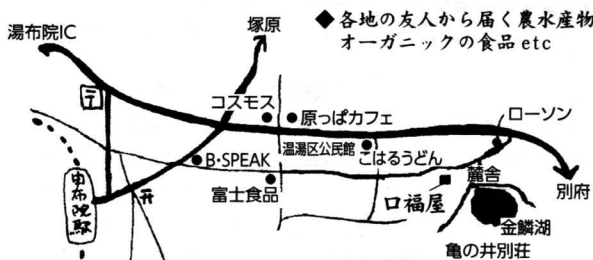 ◆各地の友人から届く農水産物
オーガニックの食品 etc
湯布院IC
塚原
〒
コスモス
原っぱカフェ
ローソン
温湯区公民館
こはるうどん
B・SPEAK
富士食品
口福屋
麓舎
別府
金鱗湖
亀の井別荘
由布院駅